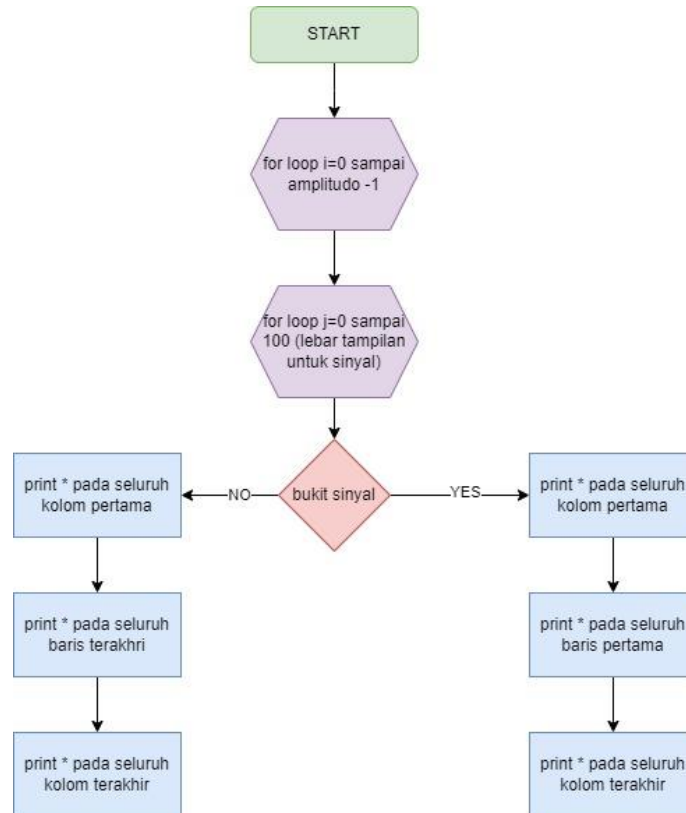 START
for loop i=0 sampai
amplitudo -1
for loop j=0 sampai
100 (lebar tampilan
untuk sinyal)
bukit sinyal
NO
YES
print * pada seluruh
kolom pertama
print * pada seluruh
baris terakhri
print * pada seluruh
kolom terakhir
print * pada seluruh
kolom pertama
print * pada seluruh
baris pertama
print * pada seluruh
kolom terakhir